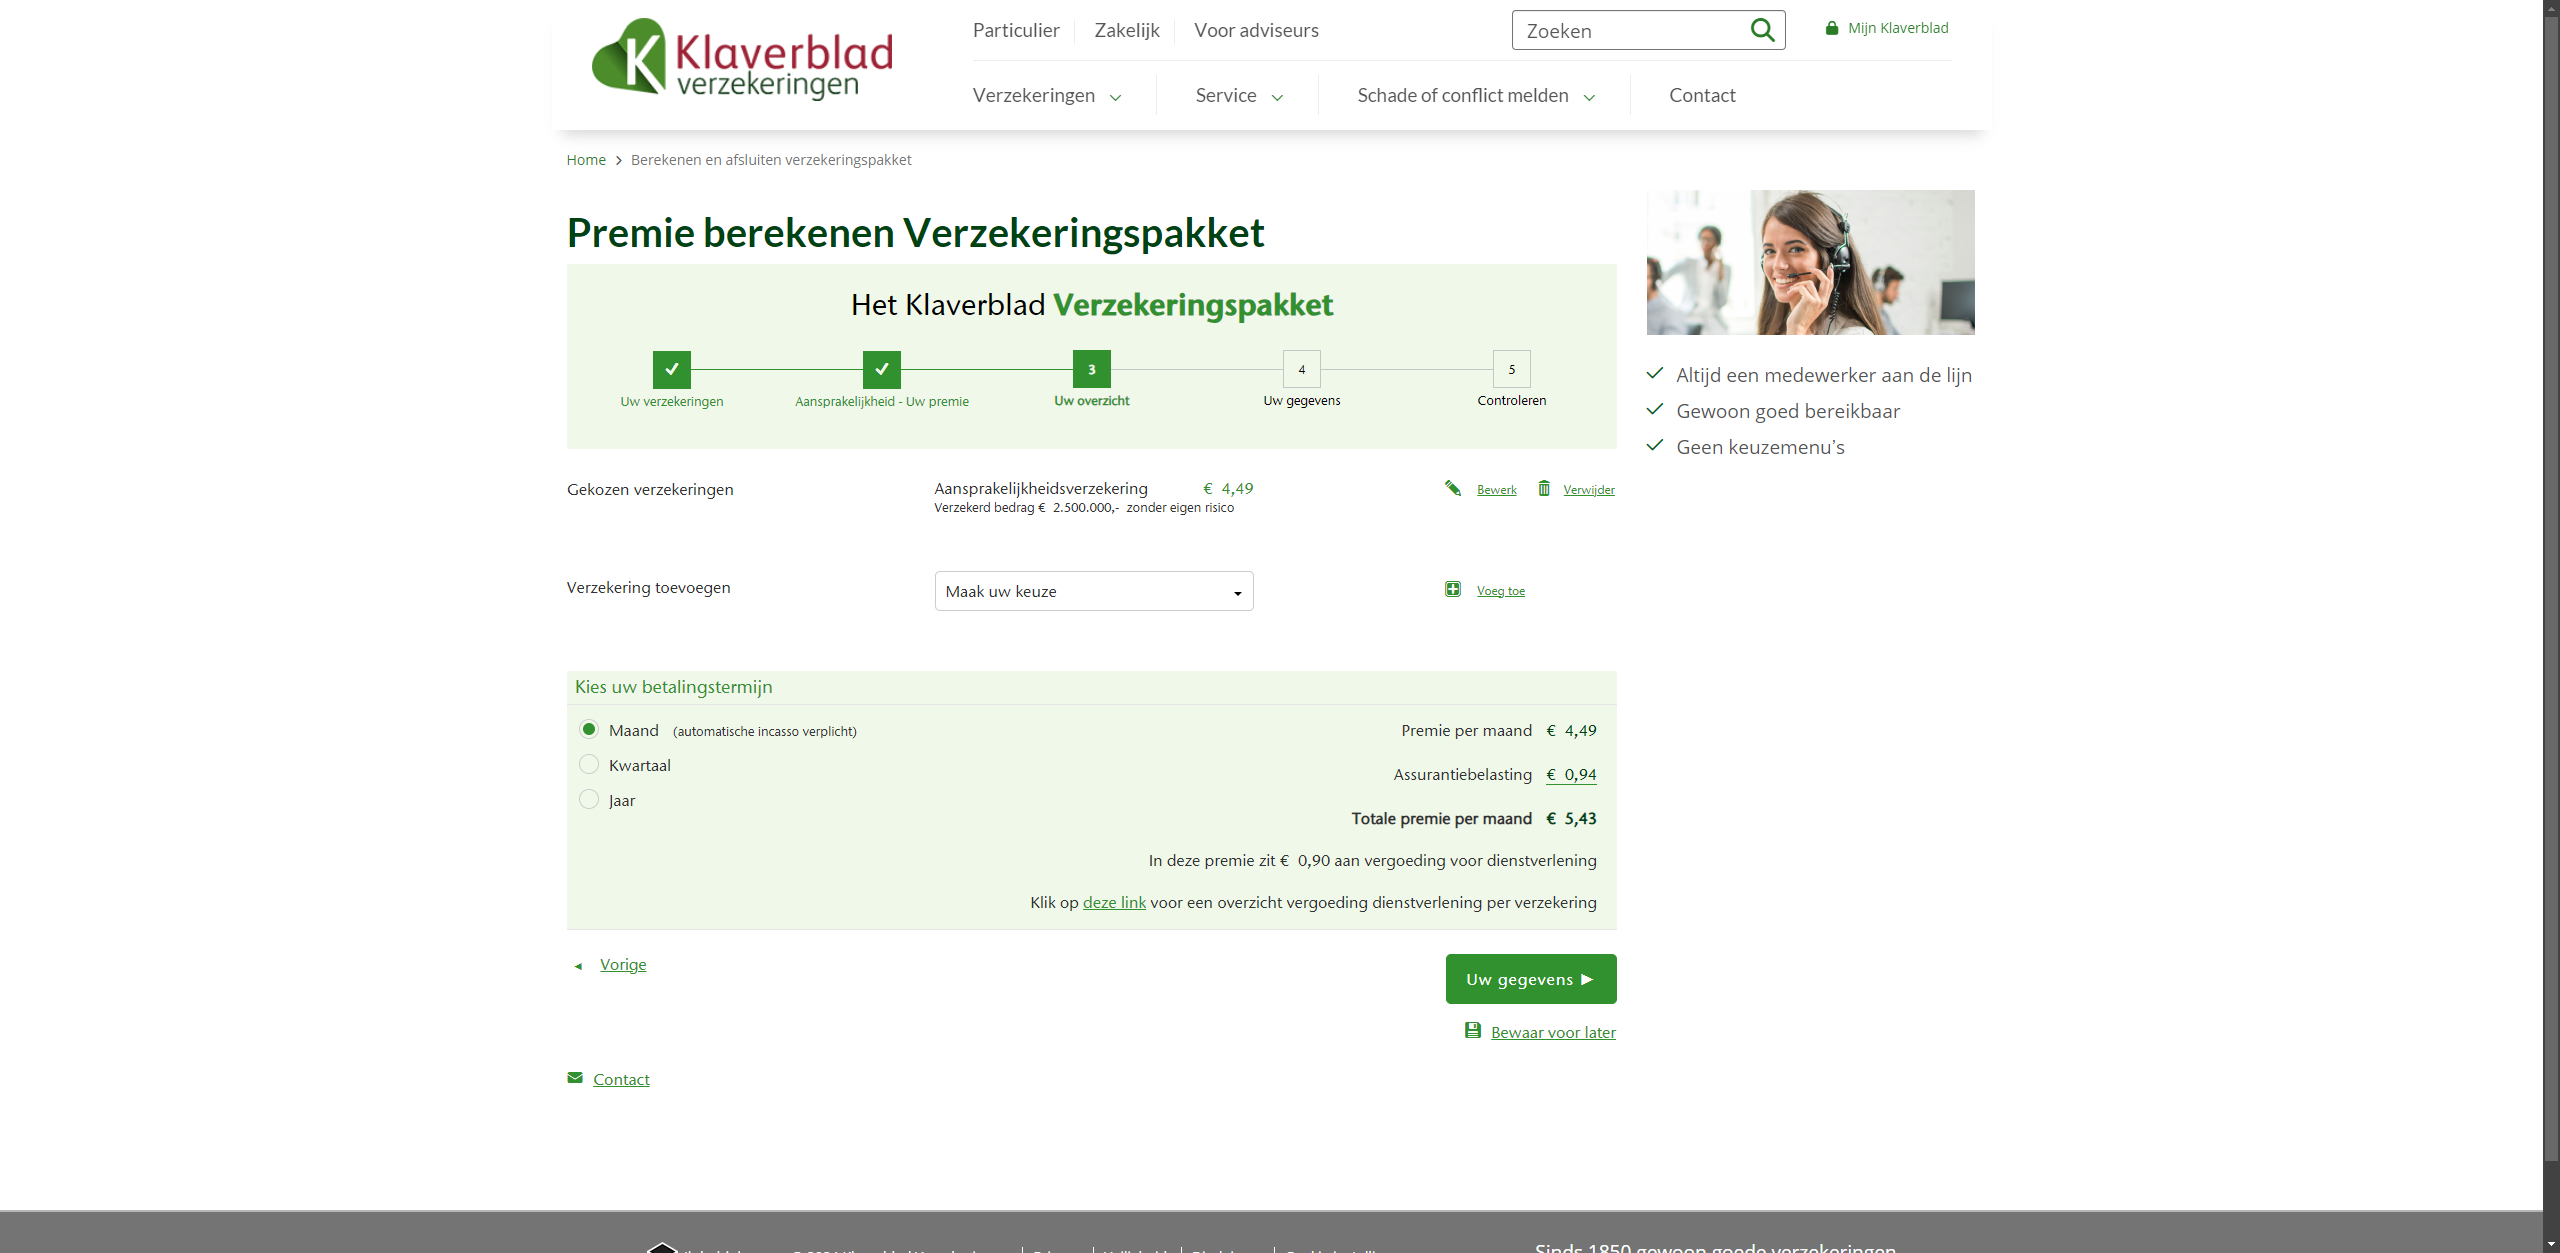 Klaverblad
verzekeringen
Particulier
Zakelijk
Voor adviseurs
Zoeken
Mijn Klaverblad
Verzekeringen
Service
Schade of conflict melden
Contact
Home
Berekenen en afsluiten verzekeringspakket
Premie berekenen Verzekeringspakket
Het Klaverblad Verzekeringspakket
3
4
5
Uw verzekeringen
Aansprakelijkheid - Uw premie
Uw overzicht
Uw gegevens
Controleren
Altijd een medewerker aan de lijn
Gewoon goed bereikbaar
Geen keuzemenu's
Gekozen verzekeringen
Aansprakelijkheidsverzekering € 4,49
Verzekerd bedrag € 2.500.000,- zonder eigen risico
Bewerk
Verwijder
Verzekering toevoegen
Maak uw keuze
Voeg toe
Kies uw betalingstermijn
Maand (automatische incasso verplicht)
Kwartaal
Jaar
Premie per maand € 4,49
Assurantiebelasting € 0,94
Totale premie per maand € 5,43
In deze premie zit € 0,90 aan vergoeding voor dienstverlening
Klik op deze link voor een overzicht vergoeding dienstverlening per verzekering
Vorige
Uw gegevens
Bewaar voor later
Contact
Sinds 1850 gewoon goede verzekeringen